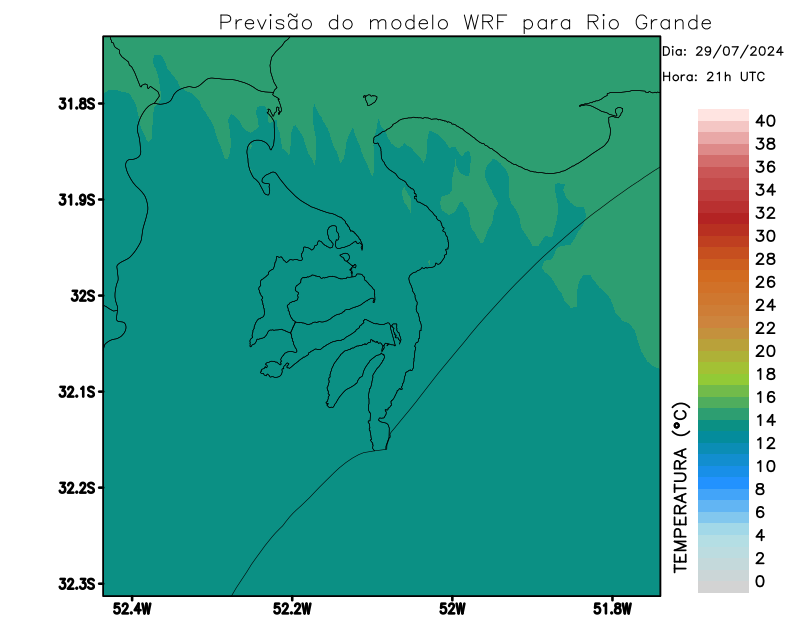 Previsão do modelo WRF para Rio Grande
Dia: 29/07/2024
Hora: 21h UTC
31.8S
31.9S
32S
32.1S
32.2S
32.3S
52.4W
52.2W
52W
51.8W
TEMPERATURA (°C)
40
38
36
34
32
30
28
26
24
22
20
18
16
14
12
10
8
6
4
2
0